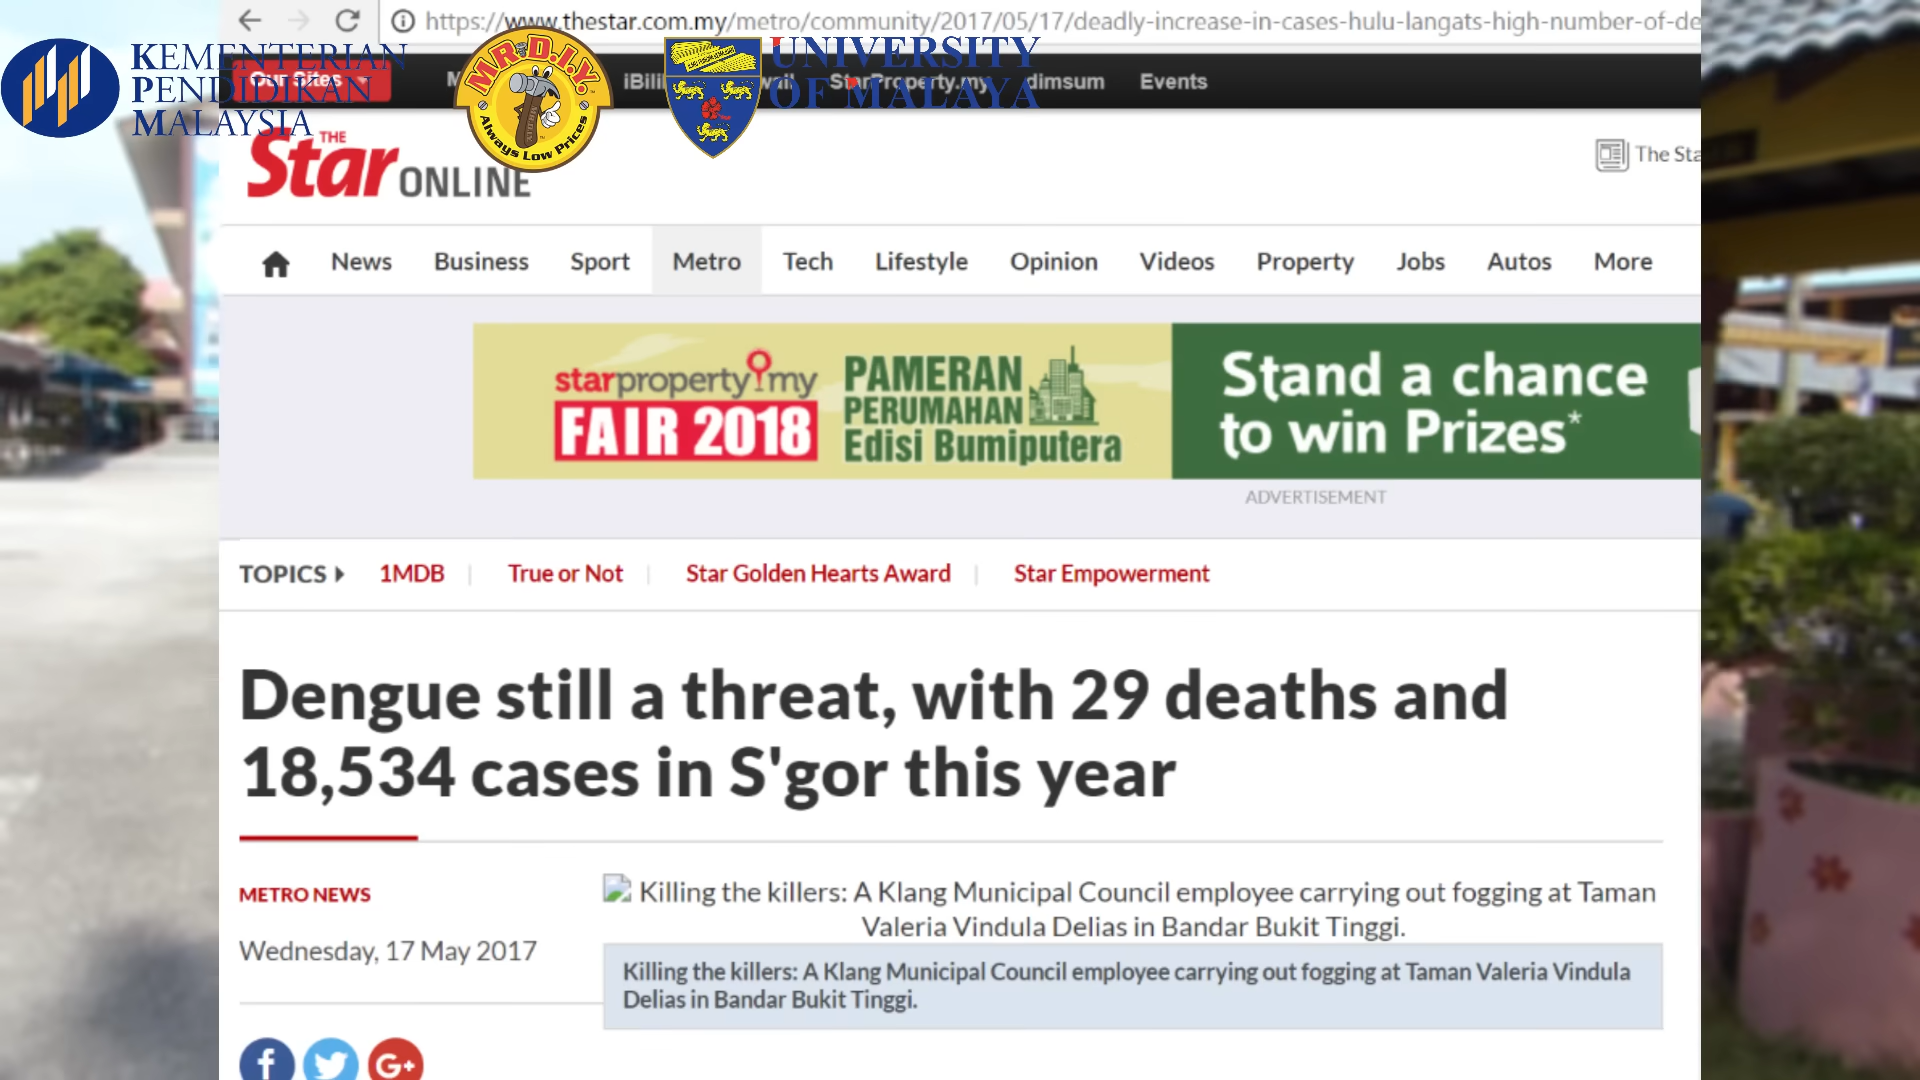 https://www.thestar.com.my/metro/community/2017/05/17/deadly-increase-in-cases-hulu-langats-high-number-of-de
KEMENTERIAN
PENDIDIKAN
MALAYSIA
MR.D.I.Y.
Always Low Prices
UNIVERSITY
OF MALAYA
Our Sites
StarProperty.my
dimsum
Events
THE
Star ONLINE
The Sta
News Business Sport Metro Tech Lifestyle Opinion Videos Property Jobs Autos More
starproperty.my
FAIR 2018
PAMERAN
PERUMAHAN
Edisi Bumiputera
Stand a chance
to win Prizes*
ADVERTISEMENT
TOPICS 1MDB True or Not Star Golden Hearts Award Star Empowerment
Dengue still a threat, with 29 deaths and
18,534 cases in S'gor this year
METRO NEWS
Wednesday, 17 May 2017
Killing the killers: A Klang Municipal Council employee carrying out fogging at Taman
Valeria Vindula Delias in Bandar Bukit Tinggi.
Killing the killers: A Klang Municipal Council employee carrying out fogging at Taman Valeria Vindula
Delias in Bandar Bukit Tinggi.
f
G+